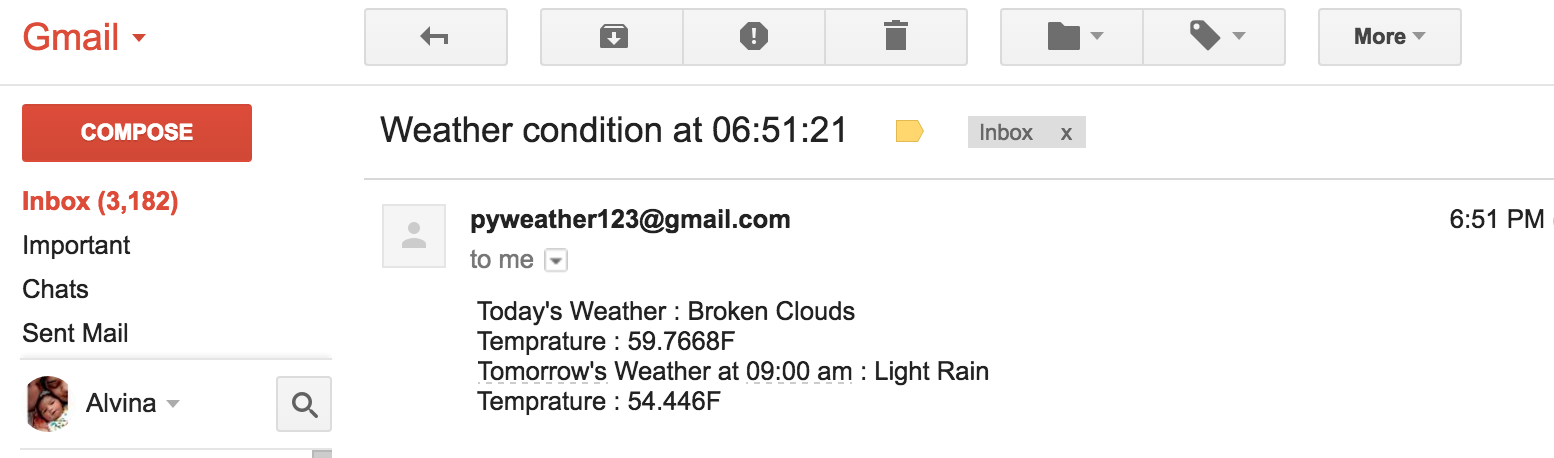 Gmail
More
COMPOSE
Weather condition at 06:51:21
Inbox x
Inbox (3,182)
Important
Chats
Sent Mail
Alvina
pyweather123@gmail.com
6:51 PM
to me
Today's Weather : Broken Clouds
Temprature : 59.7668F
Tomorrow's Weather at 09:00 am : Light Rain
Temprature : 54.446F